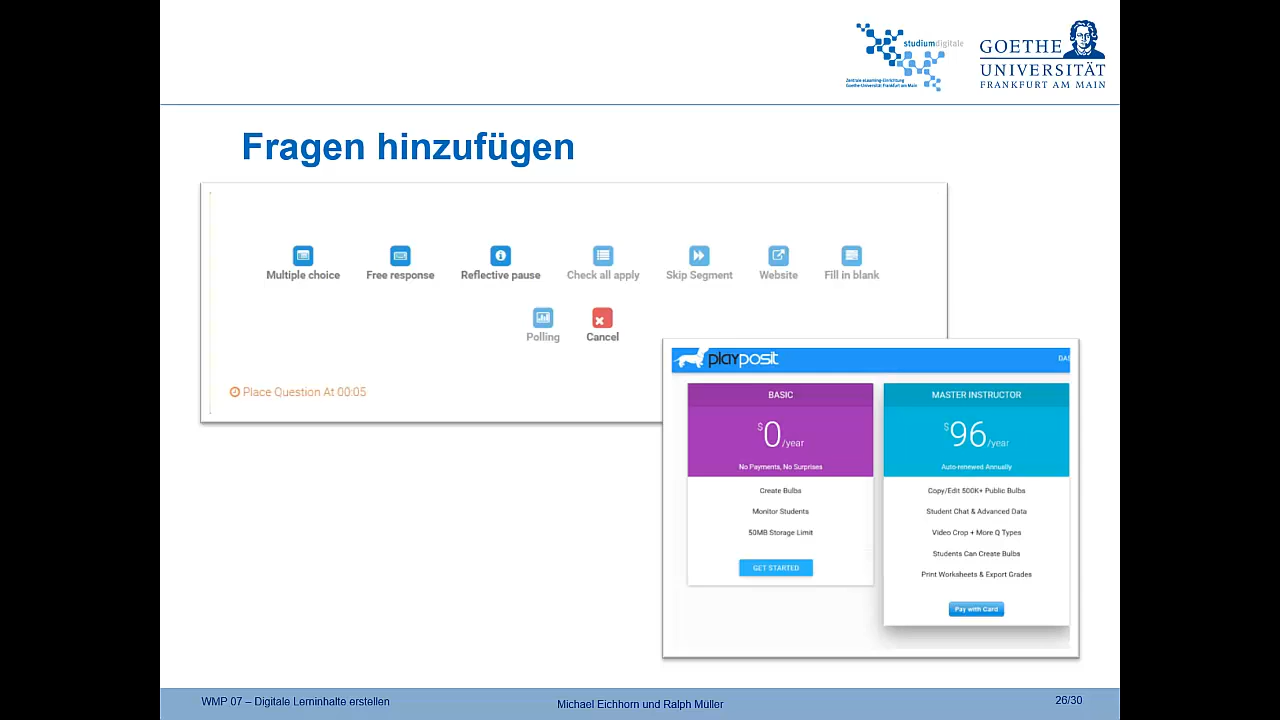 studiumdigitale
Zentrale eLearning-Einrichtung
Goethe-Universität Frankfurt am Main
GOETHE
UNIVERSITÄT
FRANKFURT AM MAIN
Fragen hinzufügen
Multiple choice
Free response
Reflective pause
Check all apply
Skip Segment
Website
Fill in blank
Polling
Cancel
Place Question At 00:05
playposit
BASIC
$0/year
No Payments, No Surprises
Create Bulbs
Monitor Students
50MB Storage Limit
GET STARTED
MASTER INSTRUCTOR
$96/year
Auto-renewed Annually
Copy/Edit 500K+ Public Bulbs
Student Chat & Advanced Data
Video Crop + More Q Types
Students Can Create Bulbs
Print Worksheets & Export Grades
Pay with Card
WMP 07 – Digitale Lerninhalte erstellen
Michael Eichhorn und Ralph Müller
26/30